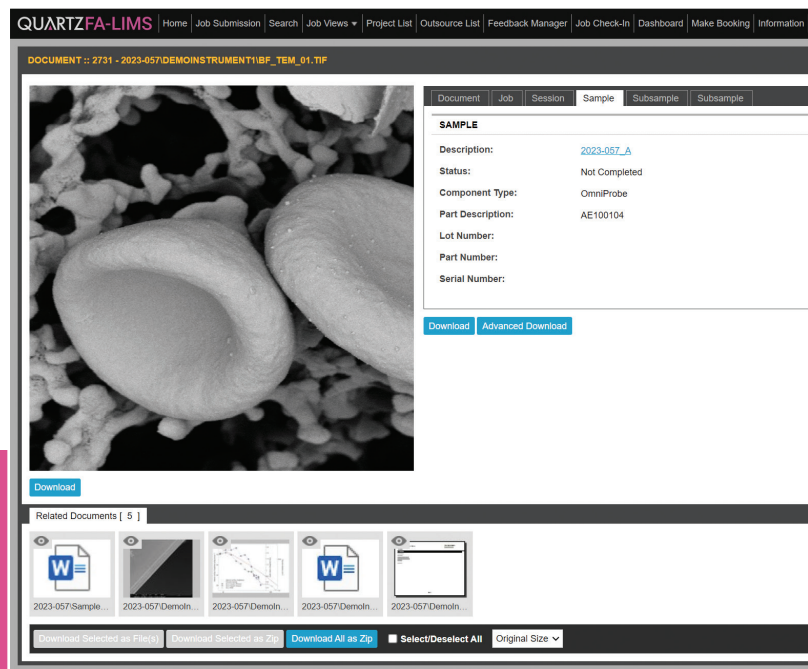 QUARTZFA-LIMS Home Job Submission Search Job Views Project List Outsource List Feedback Manager Job Check-In Dashboard Make Booking Information
DOCUMENT :: 2731 - 2023-057\DEMOINSTRUMENT1\BF_TEM_01.TIF
Document Job Session Sample Subsample Subsample
SAMPLE
Description: 2023-057_A
Status: Not Completed
Component Type: OmniProbe
Part Description: AE100104
Lot Number:
Part Number:
Serial Number:
Download Advanced Download
Download
Related Documents [ 5 ]
2023-057\Sample... 2023-057\DemoIn... 2023-057\DemoIn... 2023-057\DemoIn... 2023-057\DemoIn...
Download Selected as File(s) Download Selected as Zip Download All as Zip Select/Deselect All Original Size